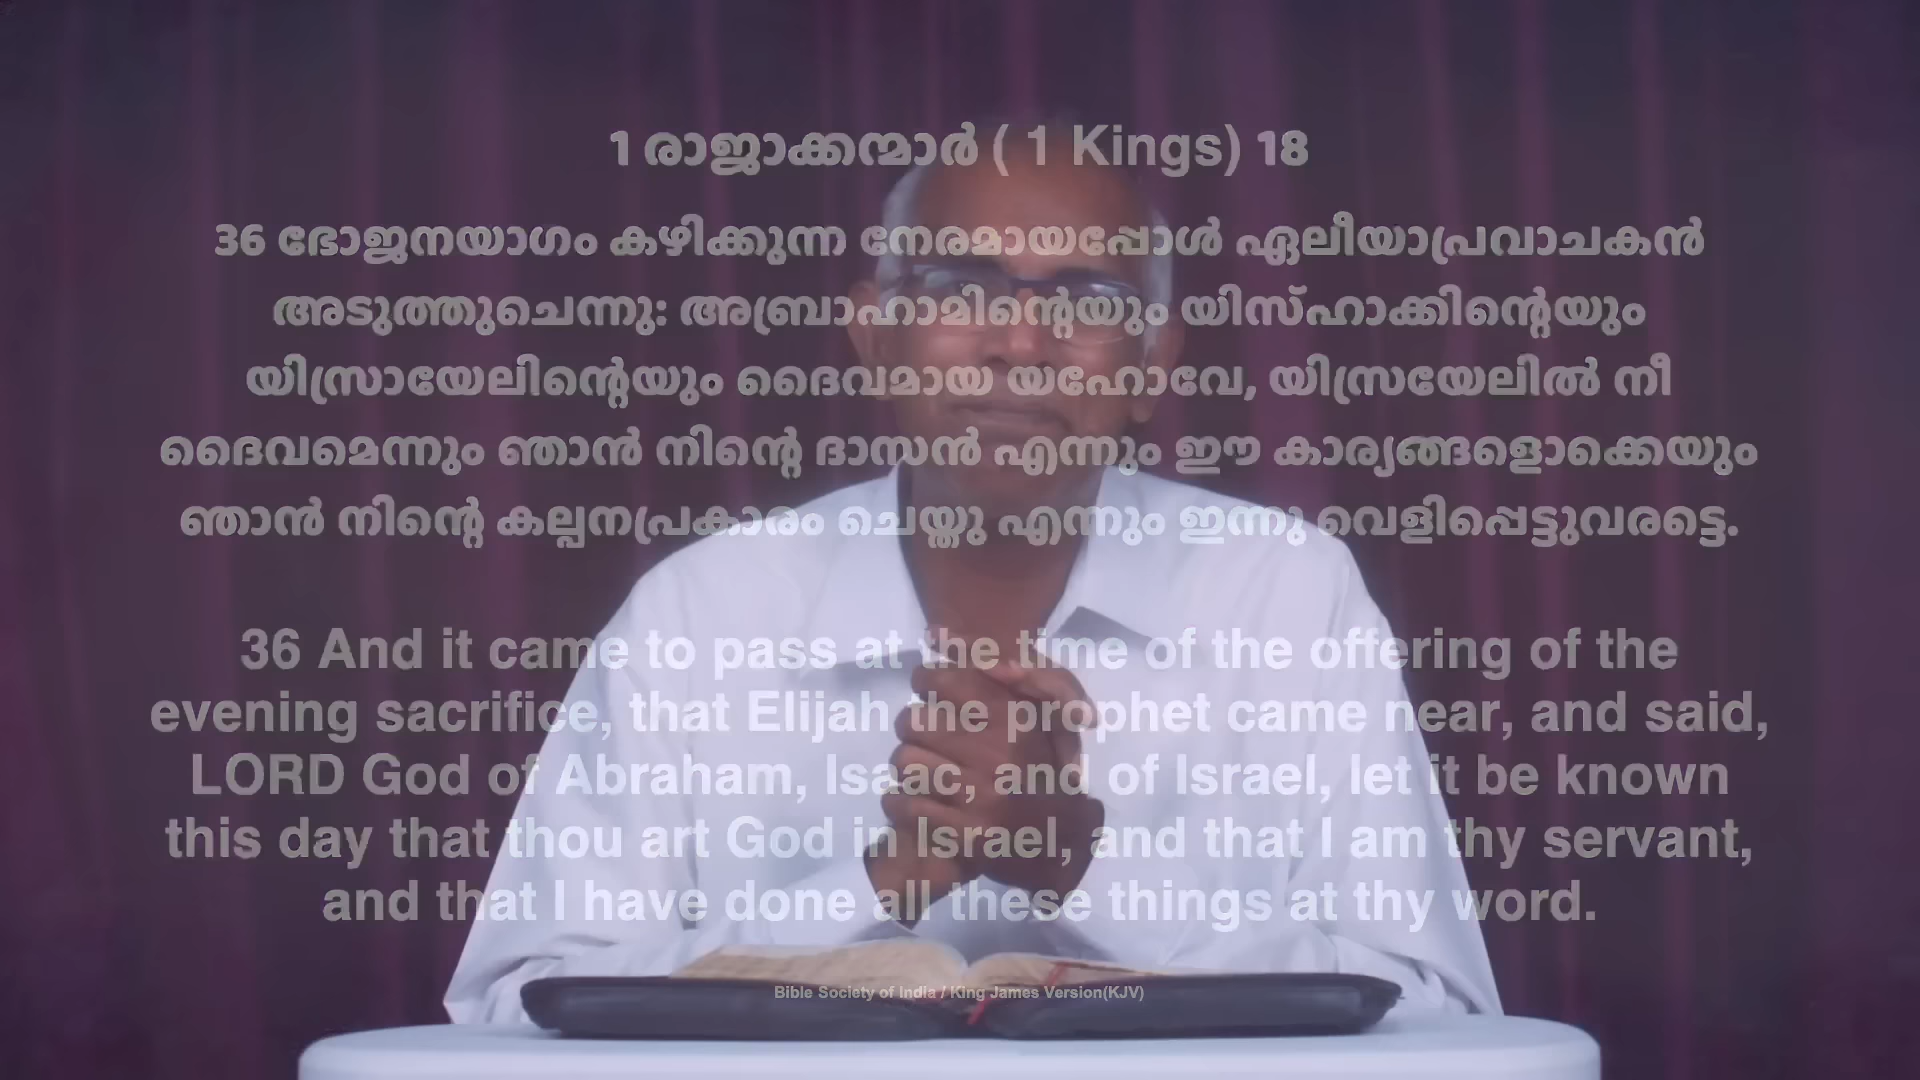 1 രാജാക്കന്മാർ ( 1 Kings) 18
36 ഭോജനയാഗം കഴിക്കുന്ന നേരമായപ്പോൾ ഏലീയാപ്രവാചകൻ
അടുത്തുചെന്നു: അബ്രാഹാമിന്റെയും യിസ്ഹാക്കിന്റെയും
യിസ്രായേലിന്റെയും ദൈവമായ യഹോവേ, യിസ്രയേലിൽ നീ
ദൈവമെന്നും ഞാൻ നിന്റെ ദാസൻ എന്നും ഈ കാര്യങ്ങളൊക്കെയും
ഞാൻ നിന്റെ കല്പനപ്രകാരം ചെയ്തു എന്നും ഇന്നു വെളിപ്പെട്ടുവരട്ടെ.
36 And it came to pass at the time of the offering of the
evening sacrifice, that Elijah the prophet came near, and said,
LORD God of Abraham, Isaac, and of Israel, let it be known
this day that thou art God in Israel, and that I am thy servant,
and that I have done all these things at thy word.
Bible Society of India / King James Version(KJV)